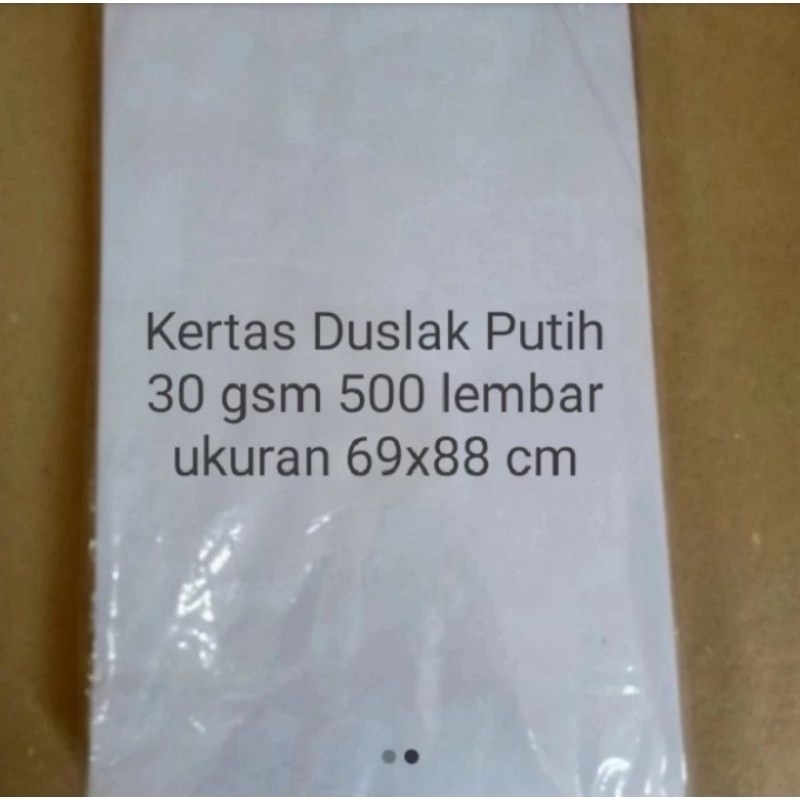 Kertas Duslak Putih
30 gsm 500 lembar
ukuran 69x88 cm